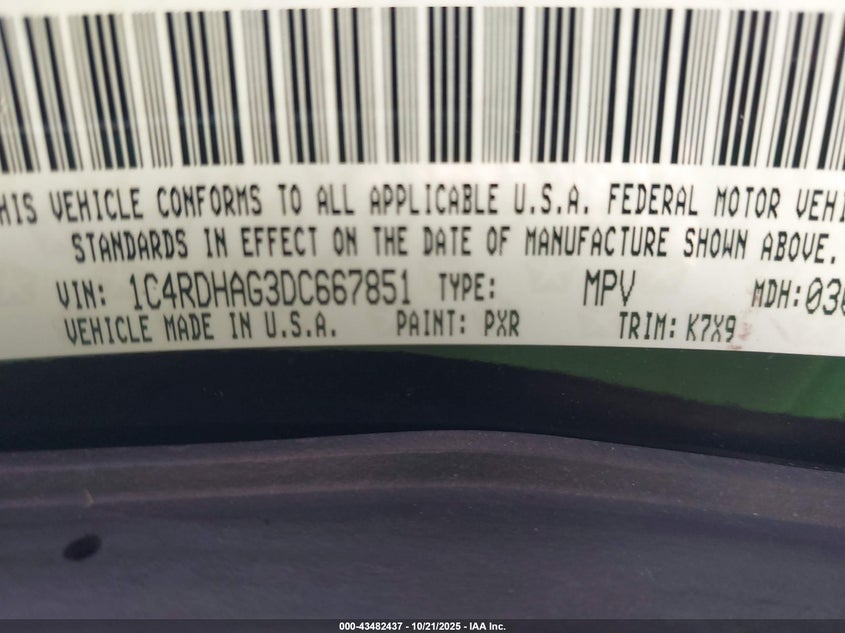 HIS VEHICLE CONFORMS TO ALL APPLICABLE U.S.A. FEDERAL MOTOR VEHI
STANDARDS IN EFFECT ON THE DATE OF MANUFACTURE SHOWN ABOVE.
VIN: 1C4RDHAG3DC667851 TYPE: MPV MDH:030
VEHICLE MADE IN U.S.A. PAINT: PXR TRIM: K7X9
000-43482437 - 10/21/2025 - IAA Inc.